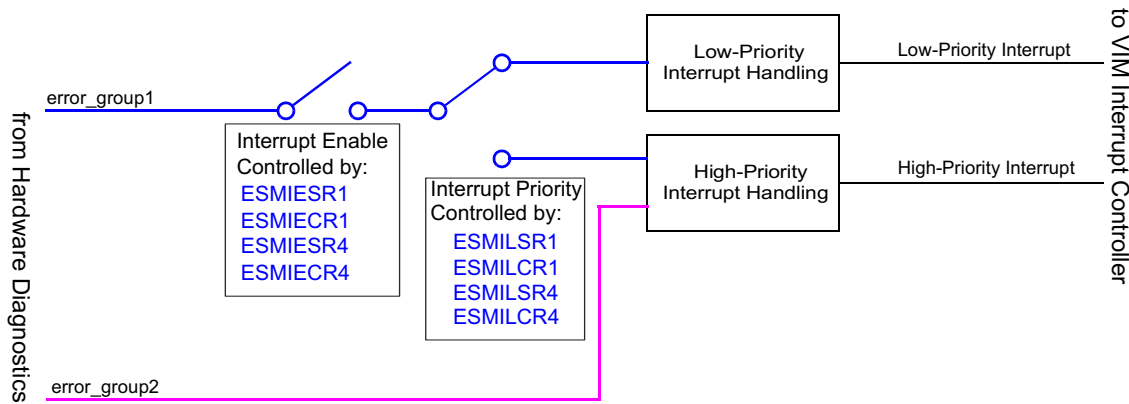 from Hardware Diagnostics
error_group1
Interrupt Enable
Controlled by:
ESMIESR1
ESMIECR1
ESMIESR4
ESMIECR4
Interrupt Priority
Controlled by:
ESMILSR1
ESMILCR1
ESMILSR4
ESMILCR4
Low-Priority
Interrupt Handling
Low-Priority Interrupt
High-Priority
Interrupt Handling
High-Priority Interrupt
error_group2
to VIM Interrupt Controller